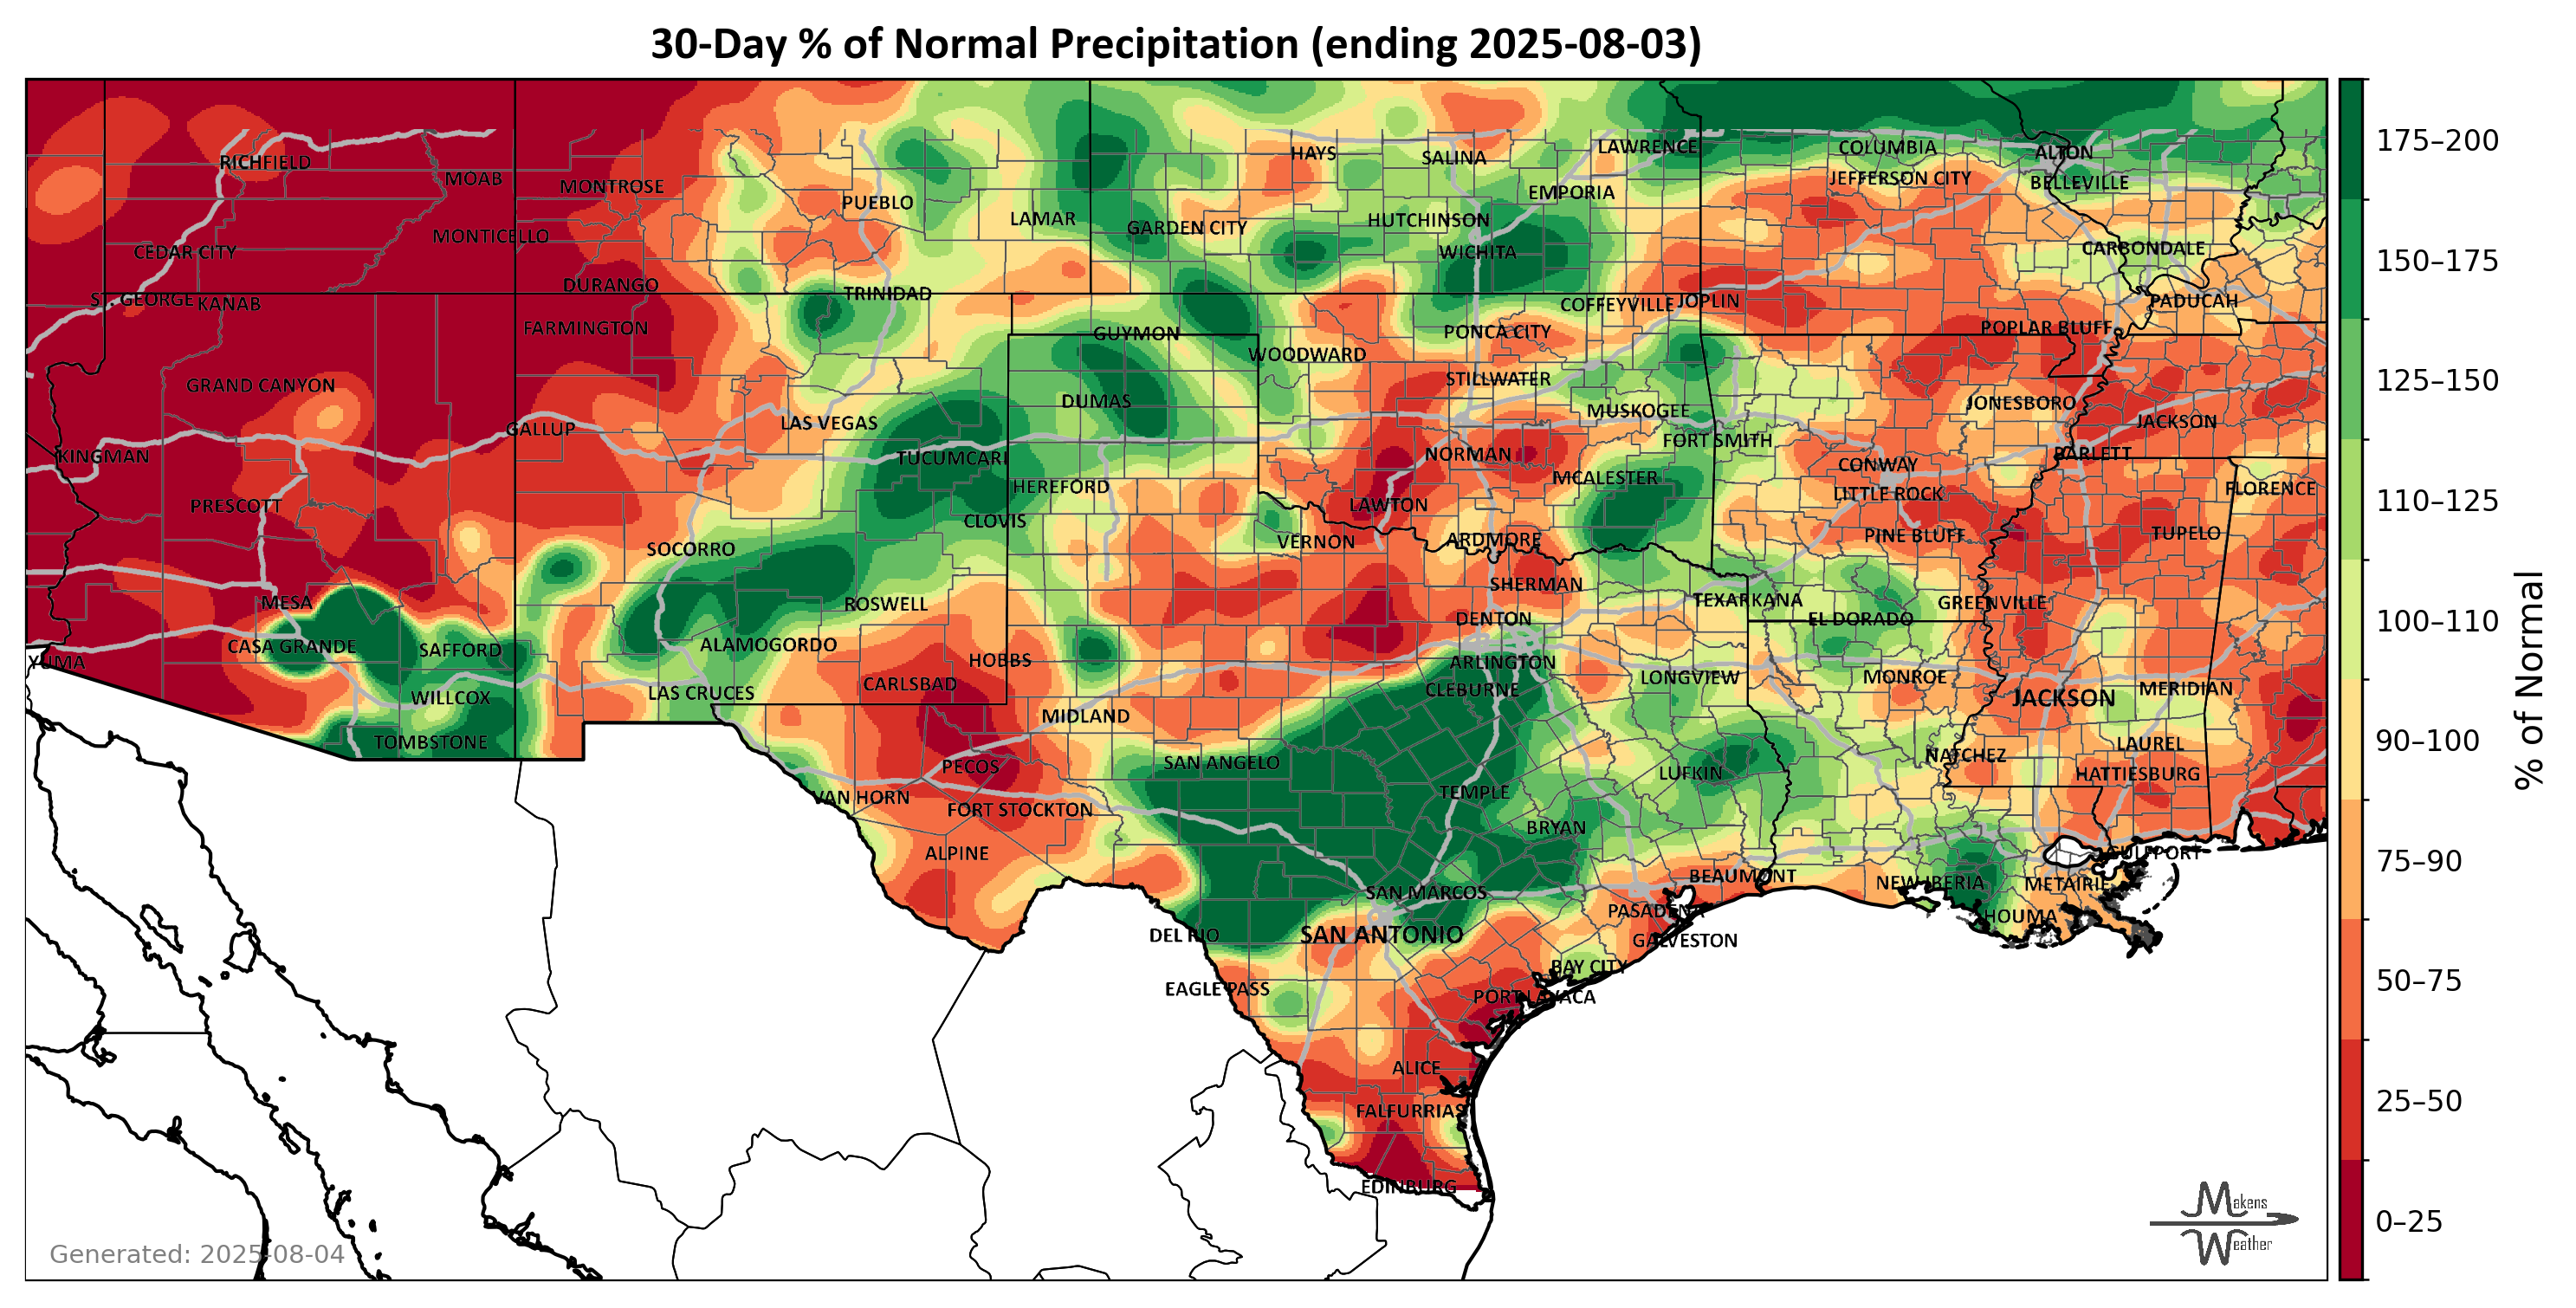 30-Day % of Normal Precipitation (ending 2025-08-03)
HAYS
SALINA
LAWRENCE
COLUMBIA
ALTON
RICHFIELD
MOAB
MONTROSE
JEFFERSON CITY
BELLEVILLE
PUEBLO
EMPORIA
LAMAR
GARDEN CITY
HUTCHINSON
MONTICELLO
CEDAR CITY
WICHITA
CARBONDALE
DURANGO
TRINIDAD
ST. GEORGE
KANAB
COFFEYVILLE
JOPLIN
PADUCAH
FARMINGTON
GUYMON
PONCA CITY
POPLAR BLUFF
WOODWARD
GRAND CANYON
STILLWATER
DUMAS
MUSKOGEE
JONESBORO
LAS VEGAS
JACKSON
GALLUP
FORT SMITH
KINGMAN
TUCUMCARI
NORMAN
BARLETT
CONWAY
MCALESTER
HEREFORD
LITTLE ROCK
FLORENCE
PRESCOTT
LAWTON
CLOVIS
PINE BLUFF
TUPELO
SOCORRO
VERNON
ARDMORE
SHERMAN
MESA
ROSWELL
TEXARKANA
GREENVILLE
DENTON
EL DORADO
CASA GRANDE
SAFFORD
ALAMOGORDO
YUMA
HOBBS
ARLINGTON
CARLSBAD
LONGVIEW
MONROE
WILLCOX
LAS CRUCES
CLEBURNE
JACKSON
MERIDIAN
MIDLAND
TOMBSTONE
LAUREL
PECOS
SAN ANGELO
NATCHEZ
LUFKIN
HATTIESBURG
VAN HORN
FORT STOCKTON
TEMPLE
BRYAN
ALPINE
GULFPORT
SAN MARCOS
BEAUMONT
NEW IBERIA
METAIRIE
PASADENA
HOUMA
DEL RIO
SAN ANTONIO
GALVESTON
BAY CITY
EAGLE PASS
PORT LAVACA
ALICE
FALFURRIAS
EDINBURG
175–200
150–175
125–150
110–125
100–110
90–100
75–90
50–75
25–50
0–25
% of Normal
Makens
Weather
Generated: 2025-08-04